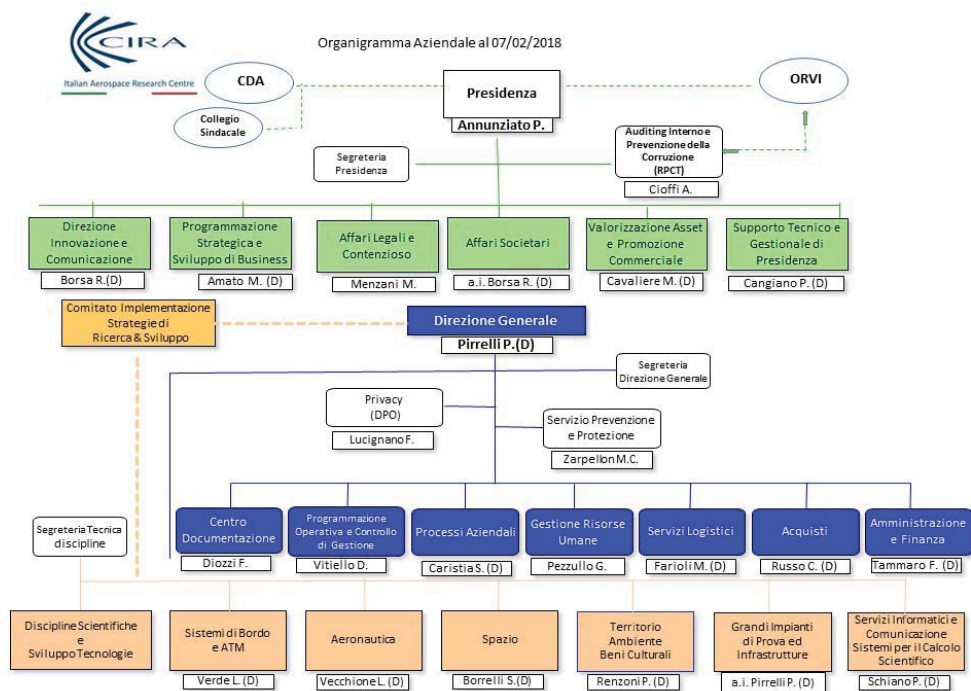 CIRA
Italian Aerospace Research Centre
Organigramma Aziendale al 07/02/2018
CDA
Collegio
Sindacale
Presidenza
Annunziato P.
ORVI
Segreteria
Presidenza
Auditing Interno e
Prevenzione della
Corruzione
(RPCT)
Cioffi A.
Direzione
Innovazione e
Comunicazione
Borsa R.(D)
Programmazione
Strategica e
Sviluppo di Business
Amato M. (D)
Affari Legali e
Contenzioso
Menzani M.
Affari Societari
a.i. Borsa R. (D)
Valorizzazione Asset
e Promozione
Commerciale
Cavaliere M. (D)
Supporto Tecnico e
Gestionale di
Presidenza
Cangiano P. (D)
Comitato Implementazione
Strategie di
Ricerca & Sviluppo
Direzione Generale
Pirrelli P.(D)
Segreteria
Direzione Generale
Privacy
(DPO)
Lucignano F.
Servizio Prevenzione
e Protezione
Zarpellon M.C.
Segreteria Tecnica
discipline
Centro
Documentazione
Diozzi F.
Programmazione
Operativa e Controllo
di Gestione
Vitiello D.
Processi Aziendali
Caristia S. (D)
Gestione Risorse
Umane
Pezzullo G.
Servizi Logistici
Farioli M. (D)
Acquisti
Russo C. (D)
Amministrazione
e Finanza
Tammaro F. (D)
Discipline Scientifiche
e
Sviluppo Tecnologie
Sistemi di Bordo
e ATM
Verde L. (D)
Aeronautica
Vecchione L. (D)
Spazio
Borrelli S.(D)
Territorio
Ambiente
Beni Culturali
Renzoni P. (D)
Grandi Impianti
di Prova ed
Infrastrutture
a.i. Pirrelli P. (D)
Servizi Informatici e
Comunicazione
Sistemi per il Calcolo
Scientifico
Schiano P. (D)